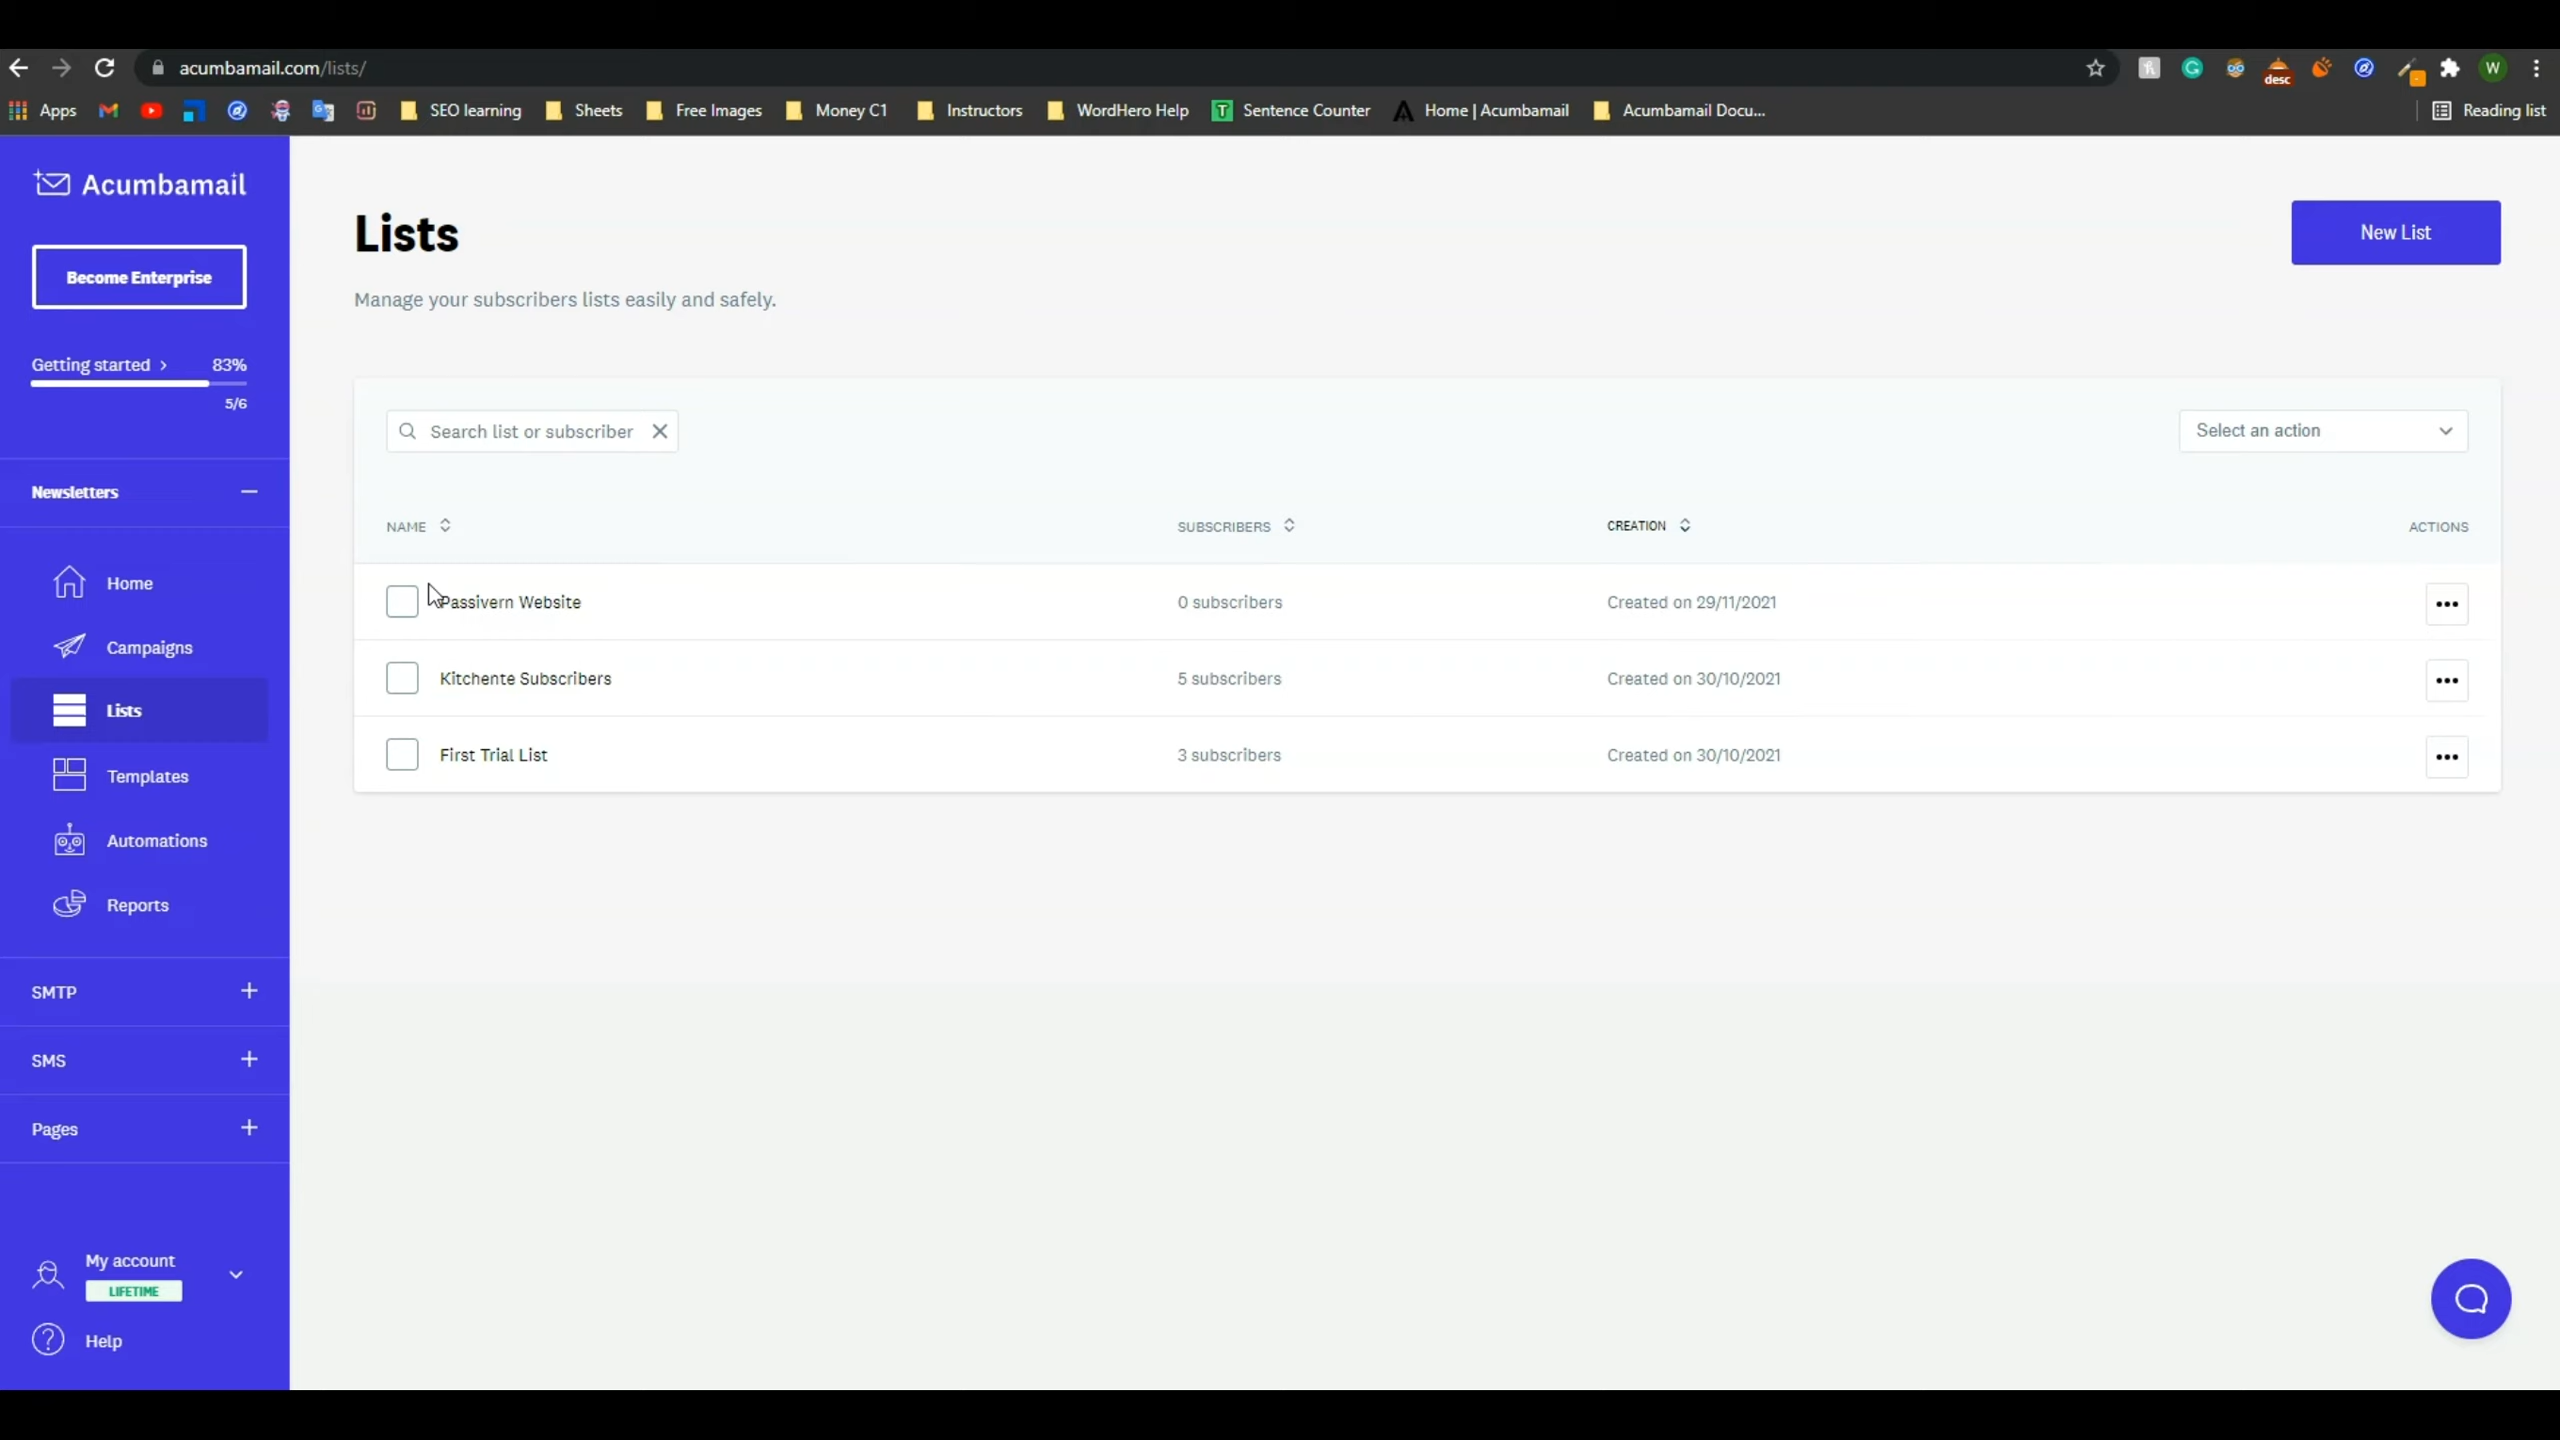 acumbamail.com/lists/
W
desc
Apps SEO learning Sheets Free Images Money C1 Instructors WordHero Help Sentence Counter Home | Acumbamail Acumbamail Docu... Reading list
Acumbamail
Become Enterprise
Getting started > 83%
5/6
Newsletters
Home
Campaigns
Lists
Templates
Automations
Reports
SMTP
SMS
Pages
My account
LIFETIME
Help
Lists
New List
Manage your subscribers lists easily and safely.
Search list or subscriber
Select an action
NAME SUBSCRIBERS CREATION ACTIONS
Passivern Website 0 subscribers Created on 29/11/2021
Kitchente Subscribers 5 subscribers Created on 30/10/2021
First Trial List 3 subscribers Created on 30/10/2021